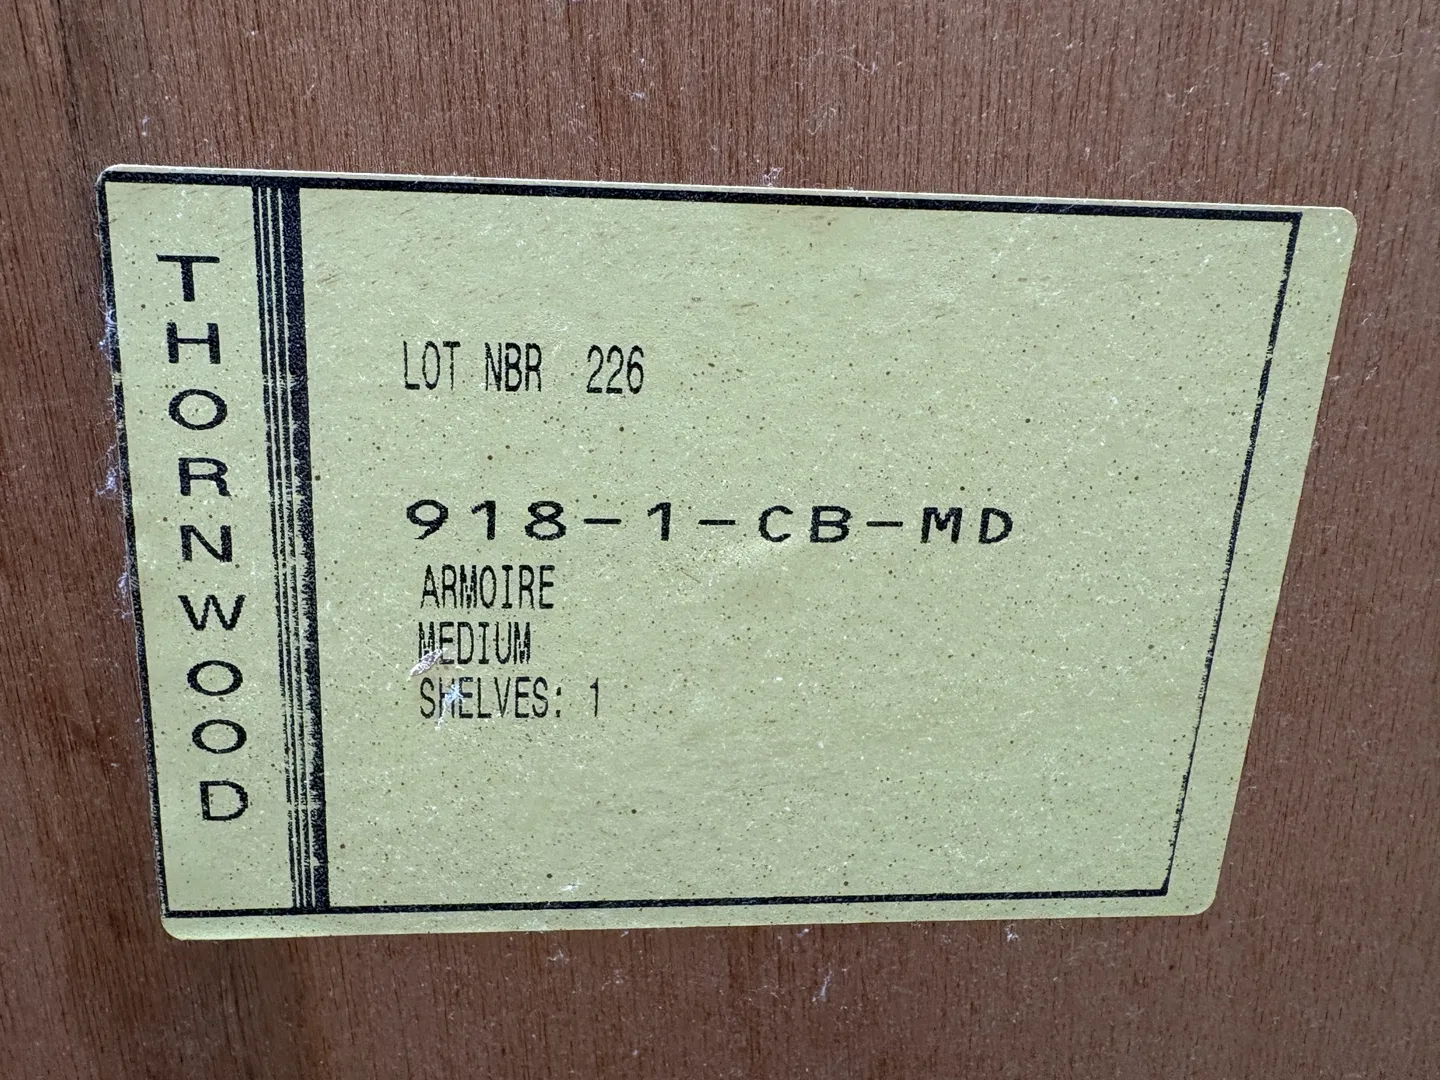 THORNWOOD
LOT NBR 226
918-1-CB-MD
ARMOIRE
MEDIUM
SHELVES: 1